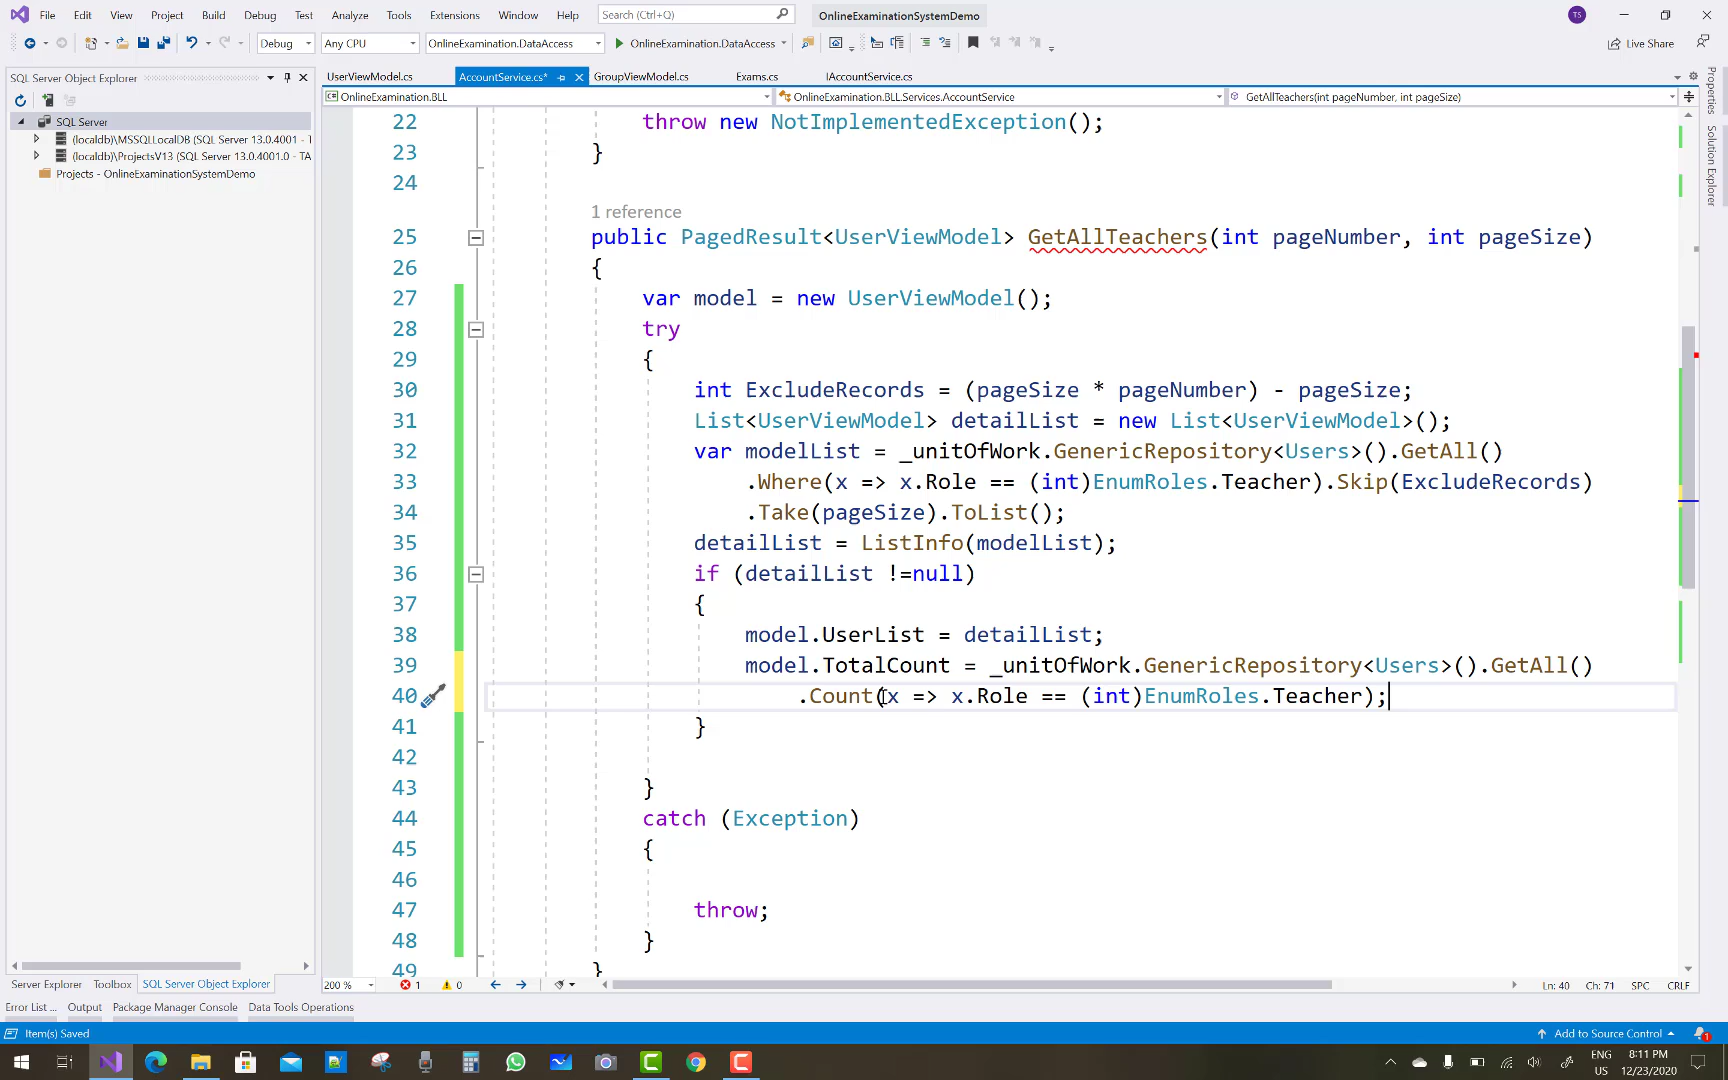 File Edit View Project Build Debug Test Analyze Tools Extensions Window Help Search (Ctrl+Q) OnlineExaminationSystemDemo TS
Debug Any CPU OnlineExamination.DataAccess OnlineExamination.DataAccess Live Share
SQL Server Object Explorer
UserViewModel.cs AccountService.cs* GroupViewModel.cs Exams.cs IAccountService.cs
OnlineExamination.BLL OnlineExamination.BLL.Services.AccountService GetAllTeachers(int pageNumber, int pageSize)
SQL Server
(localdb)\MSSQLLocalDB (SQL Server 13.0.4001 - T
(localdb)\ProjectsV13 (SQL Server 13.0.4001.0 - TA
Projects - OnlineExaminationSystemDemo
22 throw new NotImplementedException();
23 }
24
1 reference
25 public PagedResult<UserViewModel> GetAllTeachers(int pageNumber, int pageSize)
26 {
27 var model = new UserViewModel();
28 try
29 {
30 int ExcludeRecords = (pageSize * pageNumber) - pageSize;
31 List<UserViewModel> detailList = new List<UserViewModel>();
32 var modelList = _unitOfWork.GenericRepository<Users>().GetAll()
33 .Where(x => x.Role == (int)EnumRoles.Teacher).Skip(ExcludeRecords)
34 .Take(pageSize).ToList();
35 detailList = ListInfo(modelList);
36 if (detailList !=null)
37 {
38 model.UserList = detailList;
39 model.TotalCount = _unitOfWork.GenericRepository<Users>().GetAll()
40 .Count(x => x.Role == (int)EnumRoles.Teacher);
41 }
42
43 }
44 catch (Exception)
45 {
46
47 throw;
48 }
49 }
Properties
Solution Explorer
Server Explorer Toolbox SQL Server Object Explorer
200 % 1 0 Ln: 40 Ch: 71 SPC CRLF
Error List ... Output Package Manager Console Data Tools Operations
Item(s) Saved Add to Source Control 1
ENG
US
8:11 PM
12/23/2020